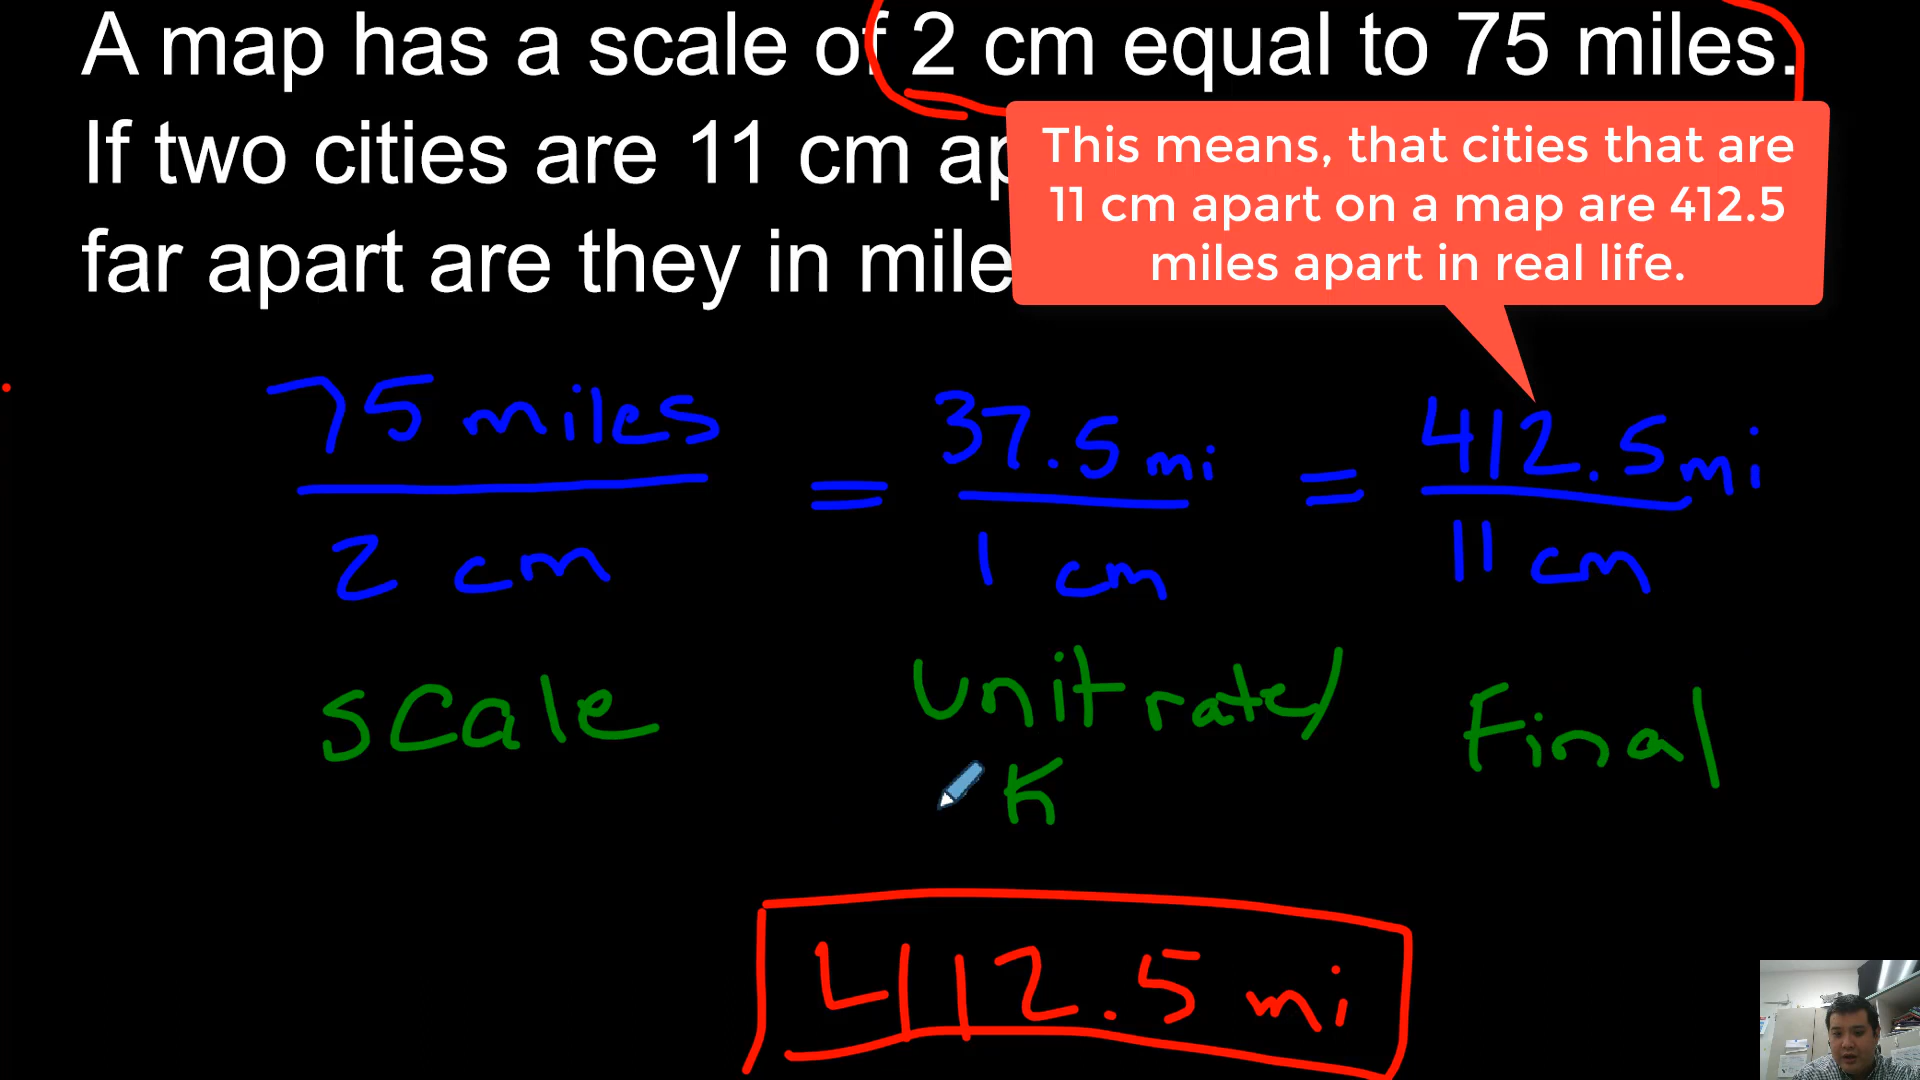 A map has a scale of 2 cm equal to 75 miles.
If two cities are 11 cm
far apart are they in
This means, that cities that are
11 cm apart on a map are 412.5
miles apart in real life.
75 miles = 37.5 mi = 412.5 mi
2 cm 1 cm 11 cm
scale unit rate/ Final
K
412.5 mi